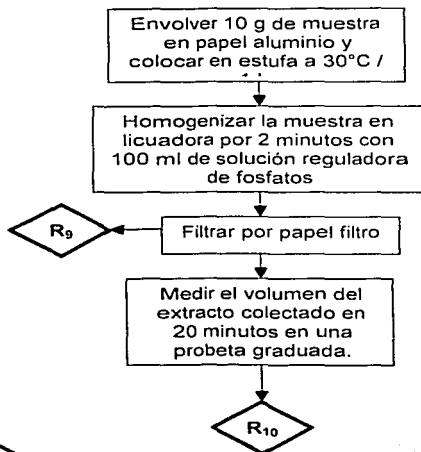 Envolver 10 g de muestra
en papel aluminio y
colocar en estufa a 30°C /
Homogenizar la muestra en
licuadora por 2 minutos con
100 ml de solución reguladora
de fosfatos
R9
Filtrar por papel filtro
Medir el volumen del
extracto colectado en
20 minutos en una
probeta graduada.
R10